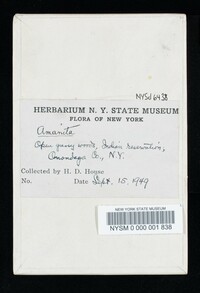 NYSd 6438
HERBARIUM N. Y. STATE MUSEUM
FLORA OF NEW YORK
Amanita
Open grassy woods, Indian reservation,
Onondaga Co., N.Y.
Collected by H. D. House
No. Date Sept. 15, 1949
NEW YORK STATE MUSEUM
NYSM 0 000 001 838